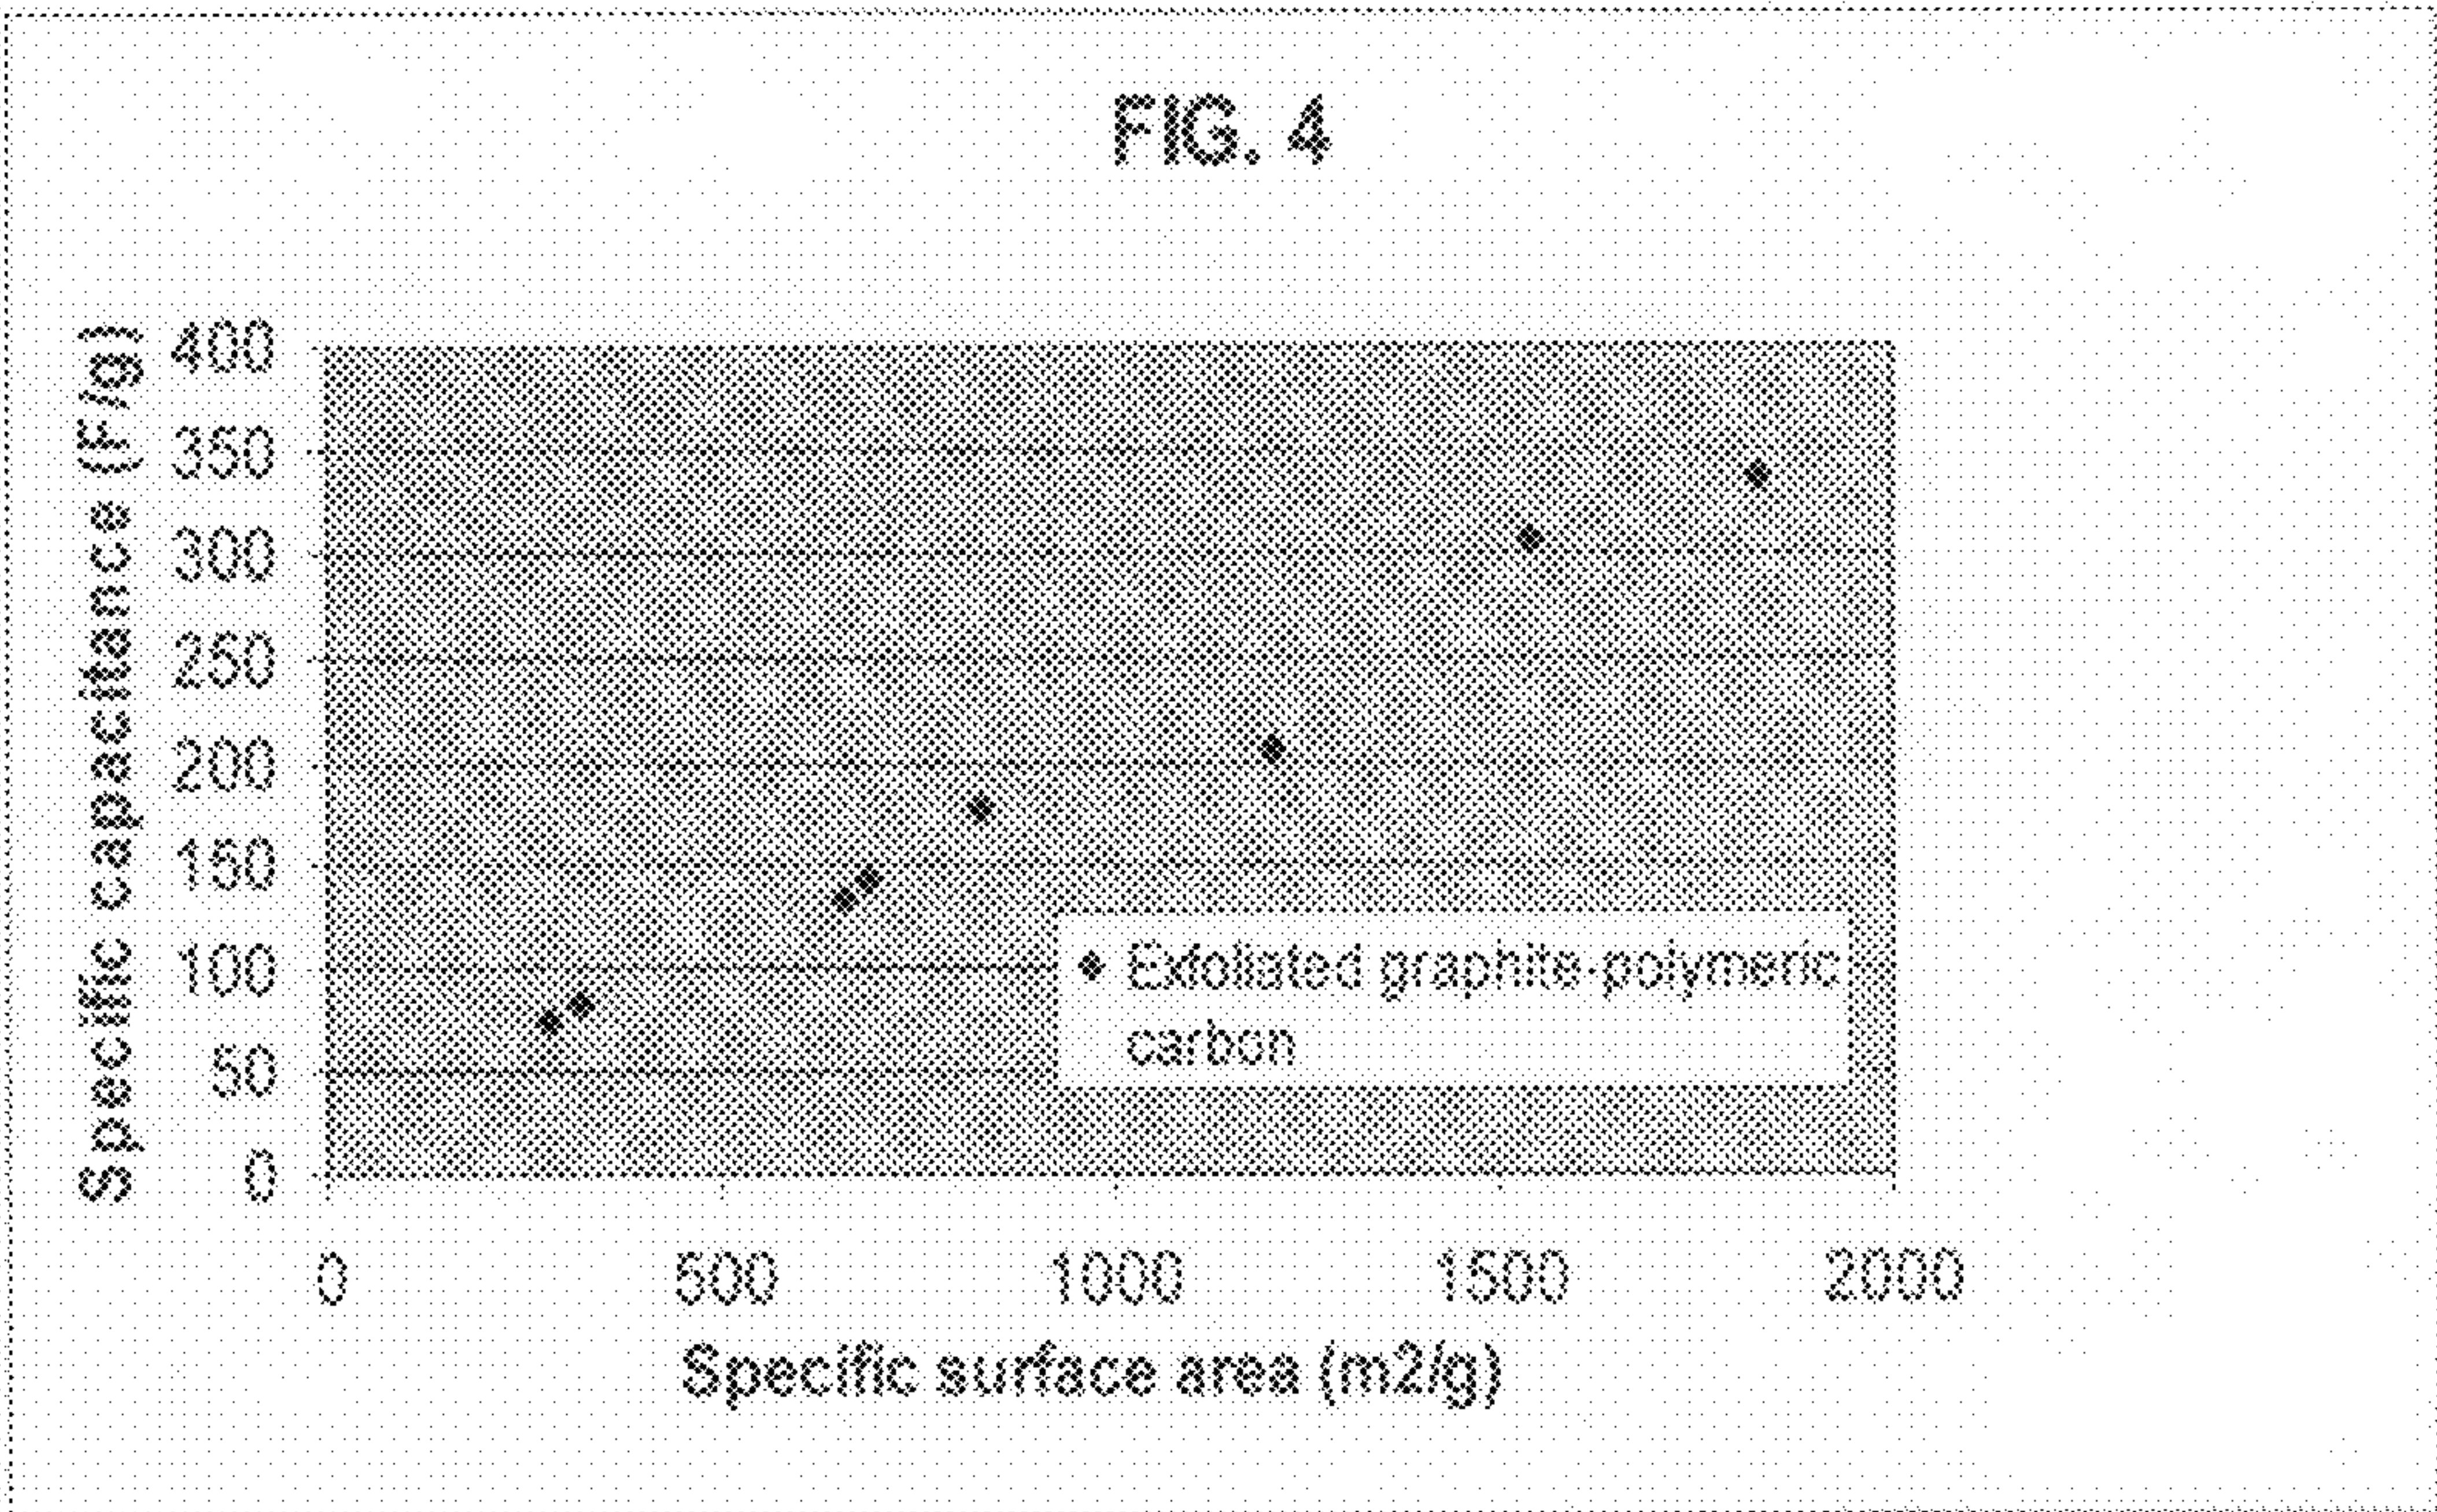 FIG. 4
Specific capacitance (F/g)
400
350
300
250
200
150
100
50
0
Exfoliated graphite-polymeric
carbon
0 500 1000 1500 2000
Specific surface area (m2/g)